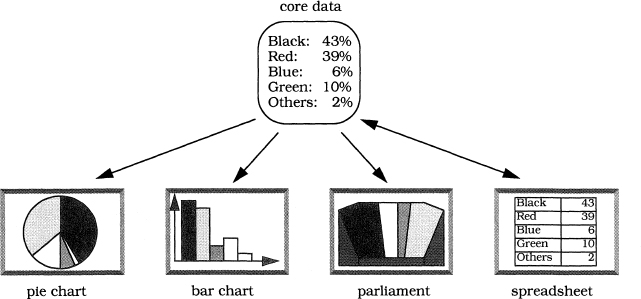 core data
Black: 43%
Red: 39%
Blue: 6%
Green: 10%
Others: 2%
Black 43
Red 39
Blue 6
Green 10
Others 2
pie chart
bar chart
parliament
spreadsheet